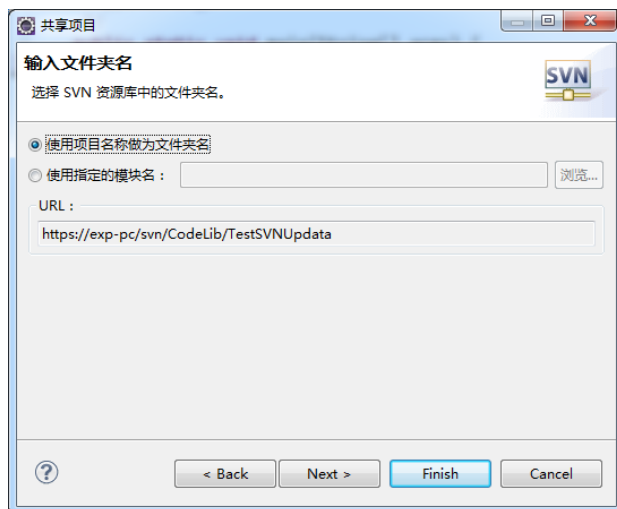 共享项目
输入文件夹名
选择 SVN 资源库中的文件夹名。
SVN
使用项目名称做为文件夹名
使用指定的模块名：
浏览...
URL：
https://exp-pc/svn/CodeLib/TestSVNUpdata
?
< Back
Next >
Finish
Cancel